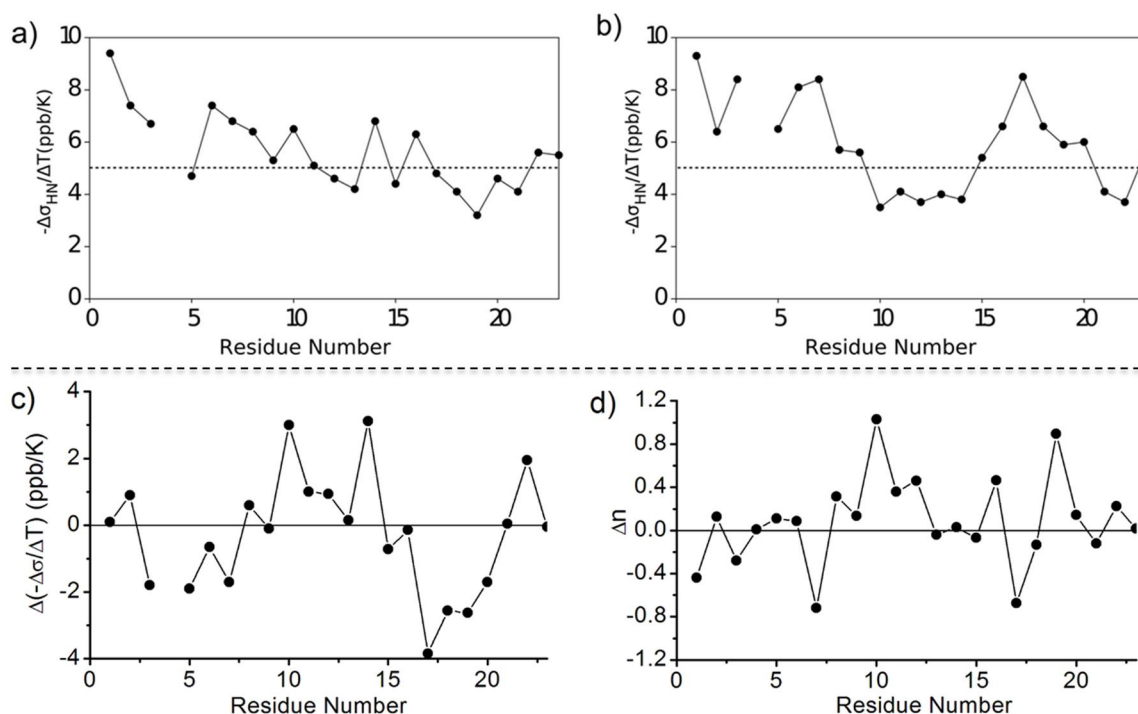 a)
10
8
6
4
2
0
-Δσ_HN/ΔT(ppb/K)
0 5 10 15 20
Residue Number
b)
10
8
6
4
2
0
-Δσ_HN/ΔT(ppb/K)
0 5 10 15 20
Residue Number
c)
4
2
0
-2
-4
Δ(-Δσ/ΔT) (ppb/K)
0 5 10 15 20
Residue Number
d)
1.2
0.8
0.4
0.0
-0.4
-0.8
-1.2
Δn
0 5 10 15 20
Residue Number